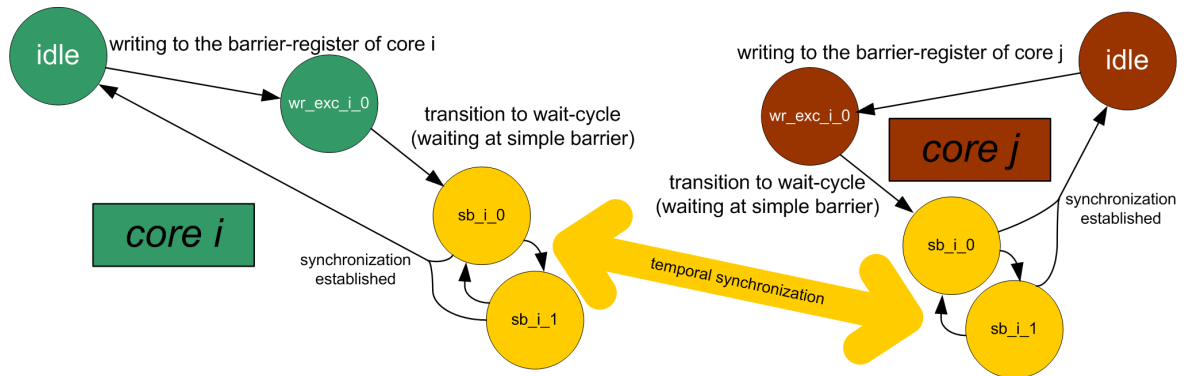 idle
writing to the barrier-register of core i
wr_exc_i_0
transition to wait-cycle
(waiting at simple barrier)
sb_i_0
core i
synchronization
established
sb_i_1
temporal synchronization
writing to the barrier-register of core j
idle
wr_exc_i_0
core j
transition to wait-cycle
(waiting at simple barrier)
synchronization
established
sb_i_0
sb_i_1